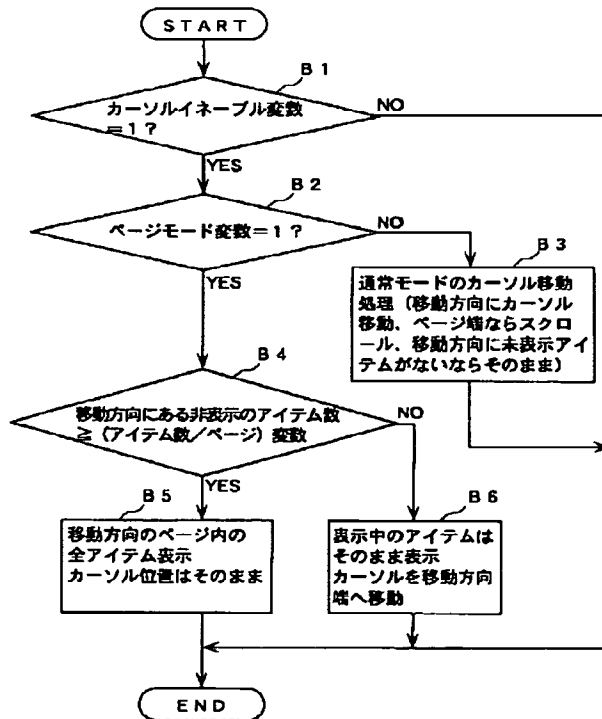 START
B1
カーソルイネーブル変数
=1?
NO
YES
B2
ページモード変数=1?
NO
YES
B3
通常モードのカーソル移動
処理(移動方向にカーソル
移動、ページ端ならスクロ
ール、移動方向に未表示アイ
テムがないならそのまま)
B4
移動方向にある非表示のアイテム数
≧(アイテム数/ページ)変数
NO
YES
B5
移動方向のページ内の
全アイテム表示
カーソル位置はそのまま
B6
表示中のアイテムは
そのまま表示
カーソルを移動方向
端へ移動
END